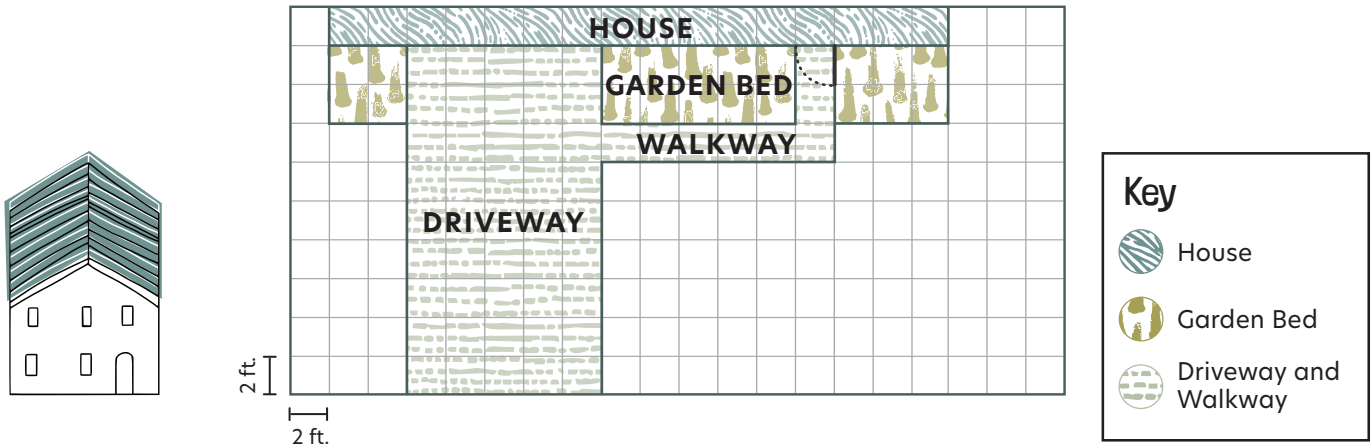 HOUSE
GARDEN BED
WALKWAY
DRIVEWAY
2 ft.
2 ft.
Key
House
Garden Bed
Driveway and
Walkway